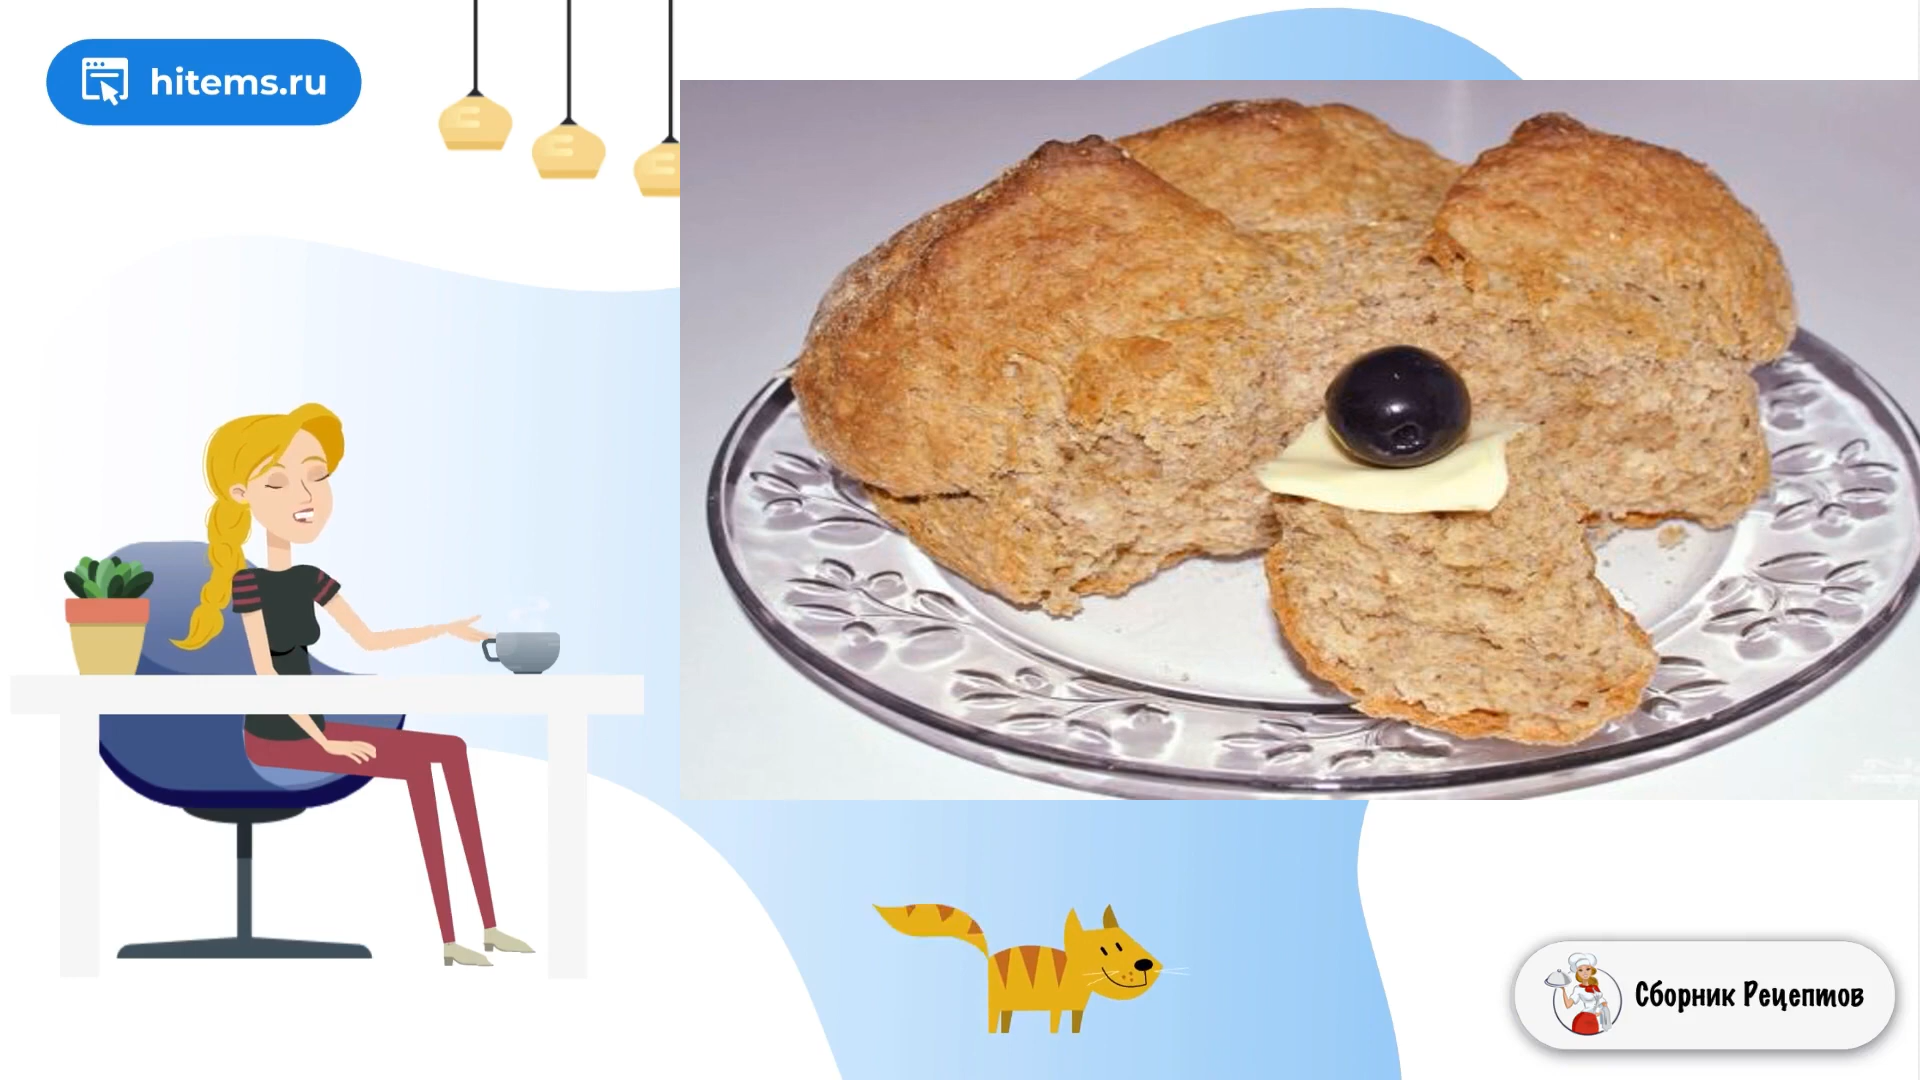 hitems.ru
Сборник Рецептов